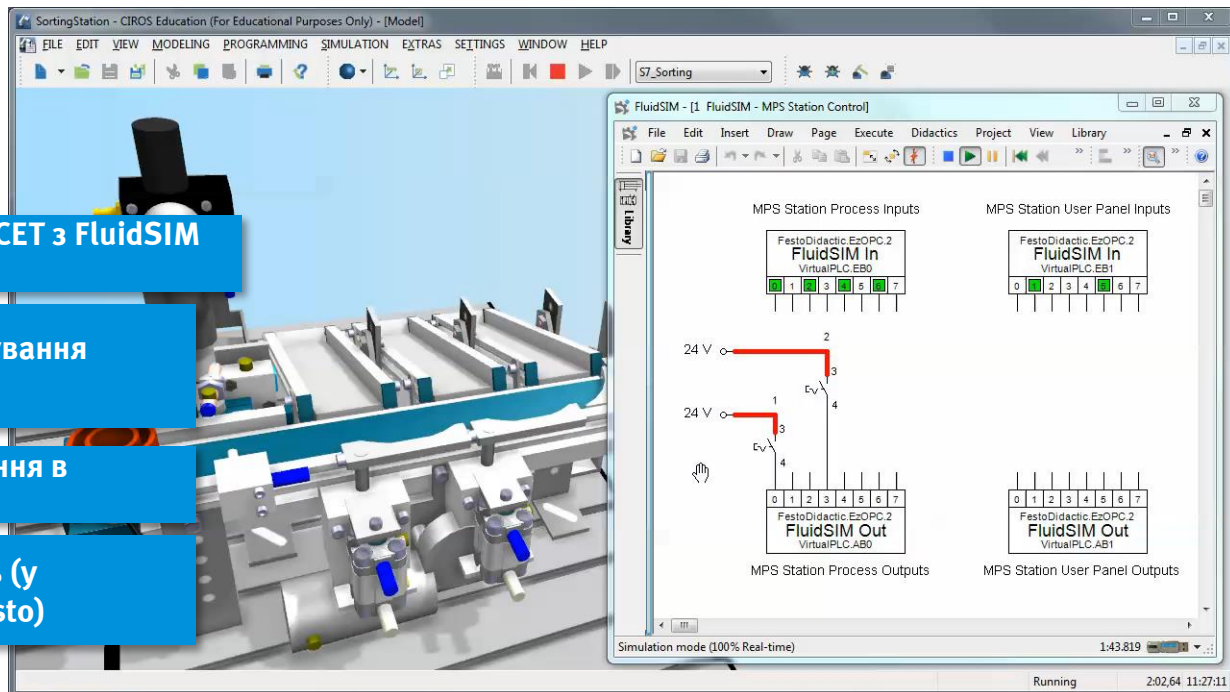 SortingStation - CIROS Education (For Educational Purposes Only) - [Model]
FILE EDIT VIEW MODELING PROGRAMMING SIMULATION EXTRAS SETTINGS WINDOW HELP
S7_Sorting
СЕТ з FluidSIM
ування
ння в
(у
sto)
FluidSIM - [1 FluidSIM - MPS Station Control]
File Edit Insert Draw Page Execute Didactics Project View Library
Library
MPS Station Process Inputs
FestoDidactic.EzOPC.2
FluidSIM In
VirtualPLC.EB0
0 1 2 3 4 5 6 7
MPS Station User Panel Inputs
FestoDidactic.EzOPC.2
FluidSIM In
VirtualPLC.EB1
0 1 2 3 4 5 6 7
2
24 V
3
4
1
24 V
3
4
0 1 2 3 4 5 6 7
FestoDidactic.EzOPC.2
FluidSIM Out
VirtualPLC.AB0
MPS Station Process Outputs
0 1 2 3 4 5 6 7
FestoDidactic.EzOPC.2
FluidSIM Out
VirtualPLC.AB1
MPS Station User Panel Outputs
Simulation mode (100% Real-time) 1:43.819
Running 2:02,64 11:27:11